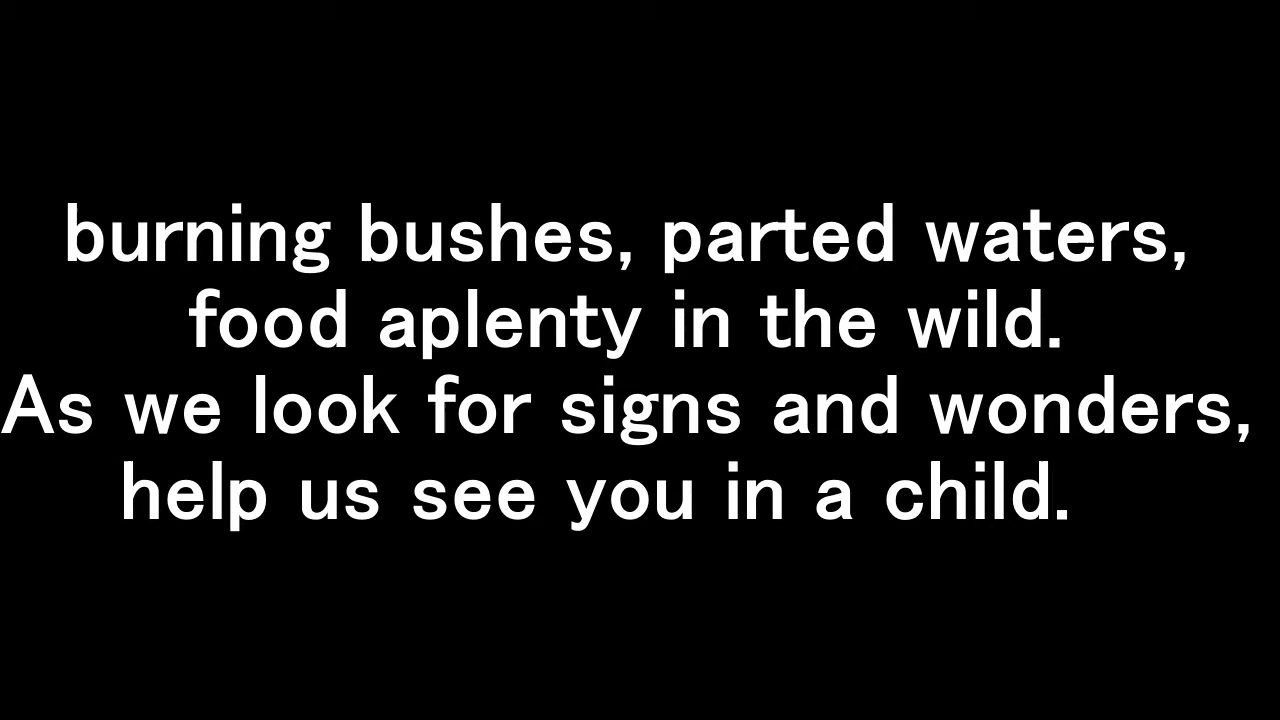 burning bushes, parted waters,
food aplenty in the wild.
As we look for signs and wonders,
help us see you in a child.